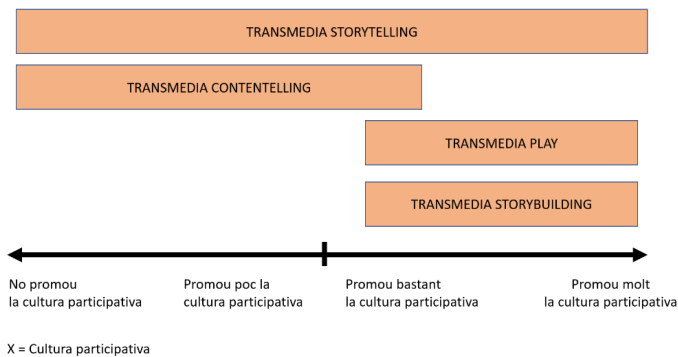 TRANSMEDIA STORYTELLING
TRANSMEDIA CONTENTELLING
TRANSMEDIA PLAY
TRANSMEDIA STORYBUILDING
No promou
la cultura participativa
Promou poc la
cultura participativa
Promou bastant
la cultura participativa
Promou molt
la cultura participativa
X = Cultura participativa